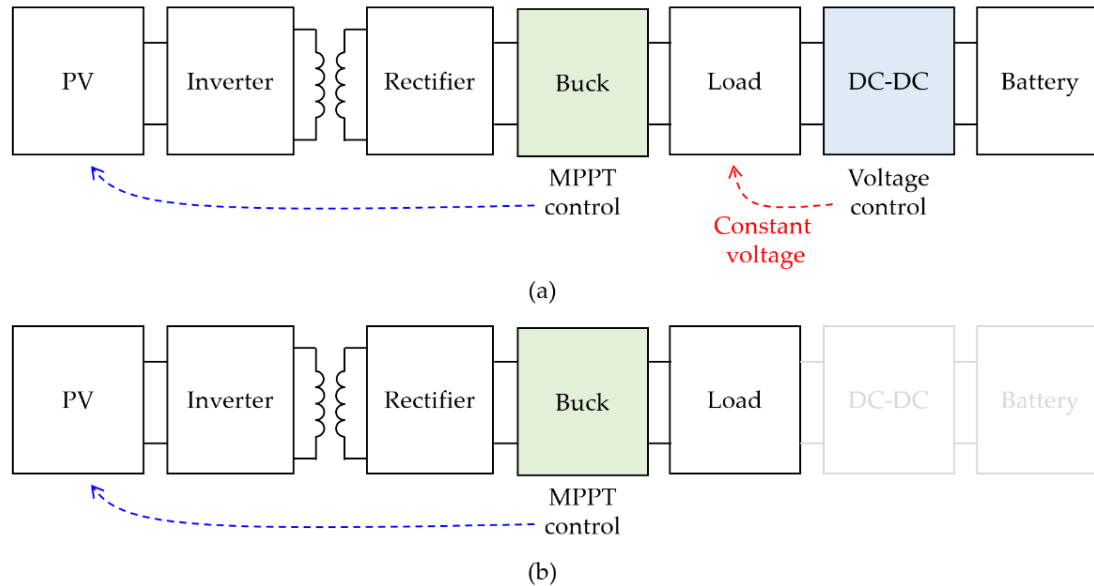 PV
Inverter
Rectifier
Buck
Load
DC-DC
Battery
MPPT
control
Voltage
control
Constant
voltage
(a)
PV
Inverter
Rectifier
Buck
Load
DC-DC
Battery
MPPT
control
(b)